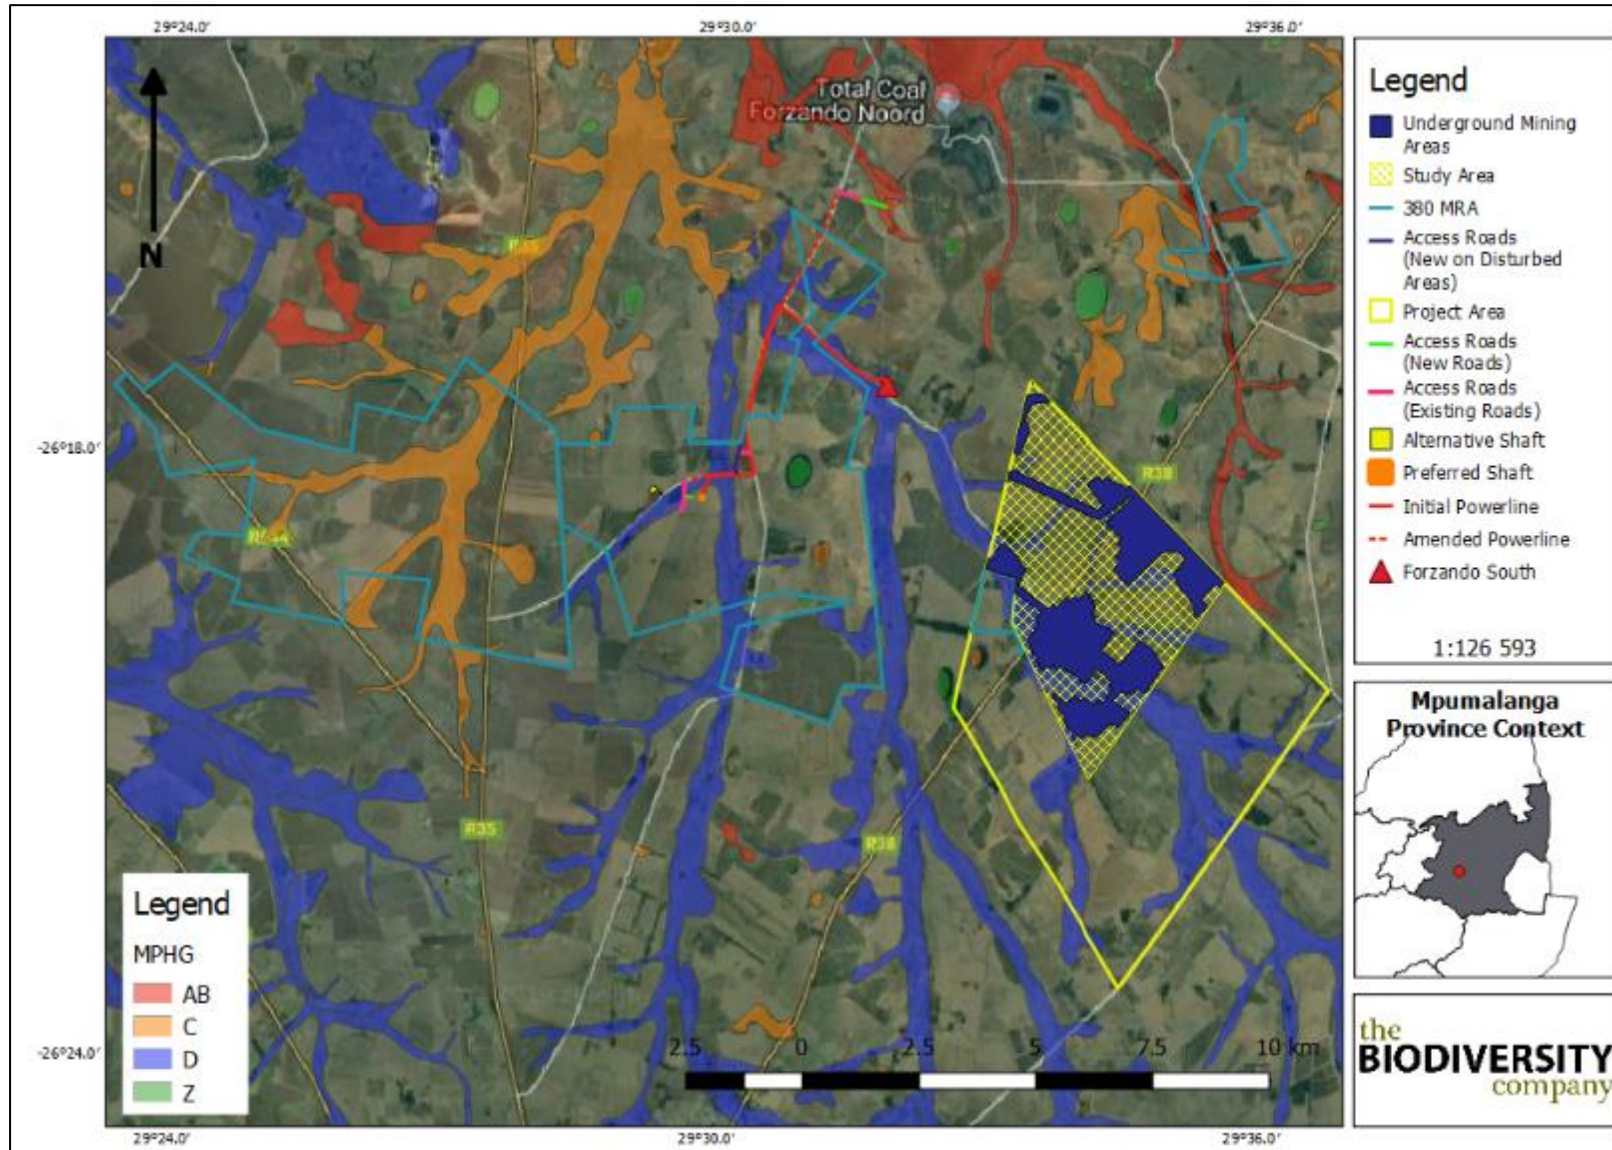 29°24.0'
29°30.0'
29°36.0'
Total Coal
Forzando Noord
N
-26°18.0'
R38
R35
R38
-26°24.0'
2.5
0
2.5
5
7.5
10 km
29°24.0'
29°30.0'
29°36.0'
Legend
MPHG
AB
C
D
Z
Legend
Underground Mining
Areas
Study Area
380 MRA
Access Roads
(New on Disturbed
Areas)
Project Area
Access Roads
(New Roads)
Access Roads
(Existing Roads)
Alternative Shaft
Preferred Shaft
Initial Powerline
Amended Powerline
Forzando South
1:126 593
Mpumalanga
Province Context
the
BIODIVERSITY
company